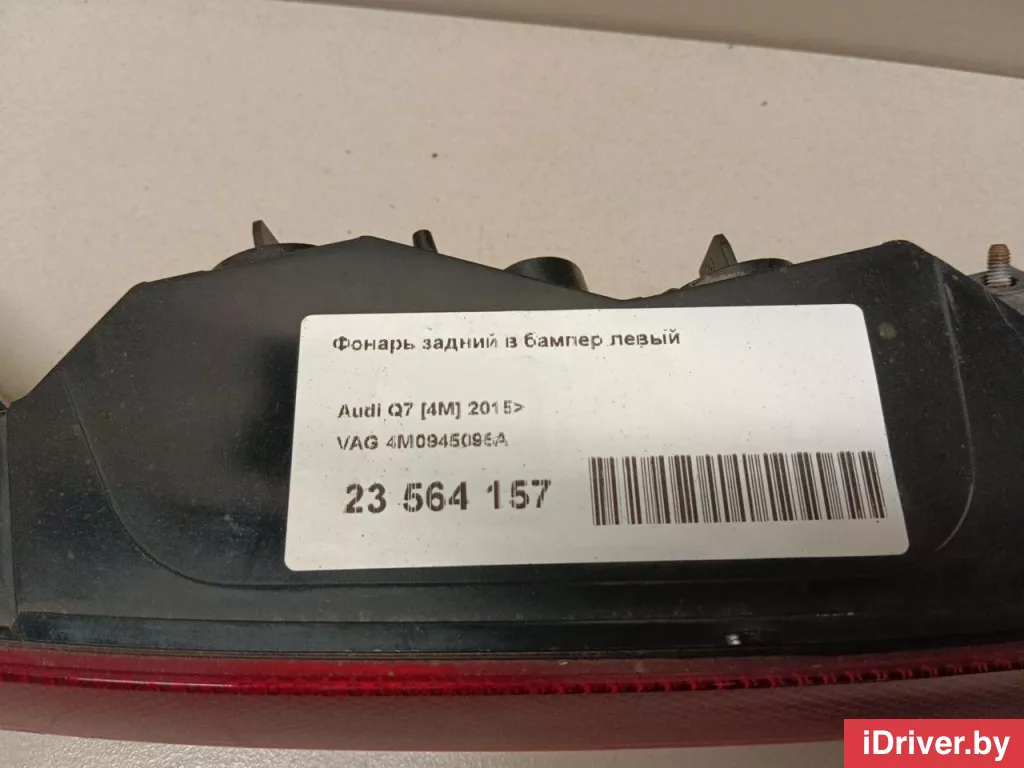 Фонарь задний в бампер левый
Audi Q7 [4M] 2015>
VAG 4M0945095A
23 564 157
iDriver.by